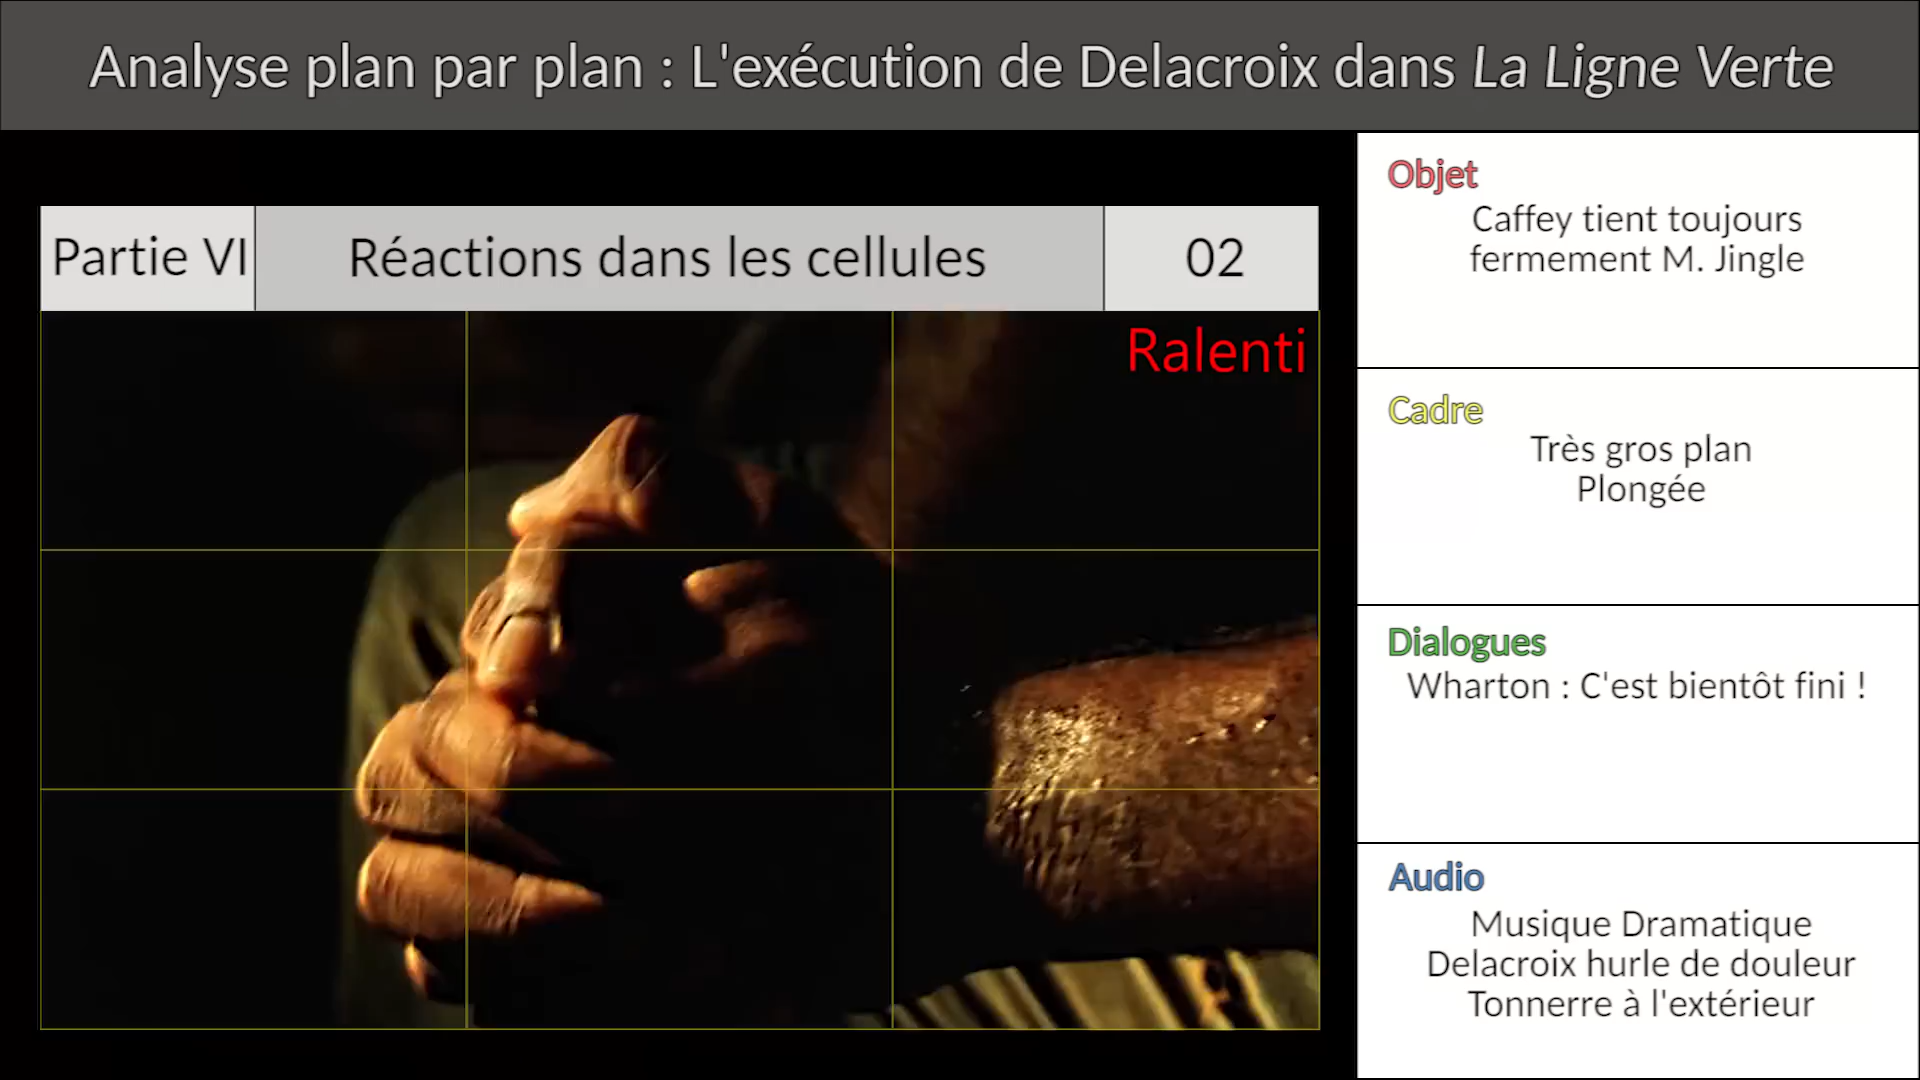 Analyse plan par plan : L'exécution de Delacroix dans La Ligne Verte
Partie VI
Réactions dans les cellules
02
Ralenti
Objet
Caffey tient toujours
fermement M. Jingle
Cadre
Très gros plan
Plongée
Dialogues
Wharton : C'est bientôt fini !
Audio
Musique Dramatique
Delacroix hurle de douleur
Tonnerre à l'extérieur